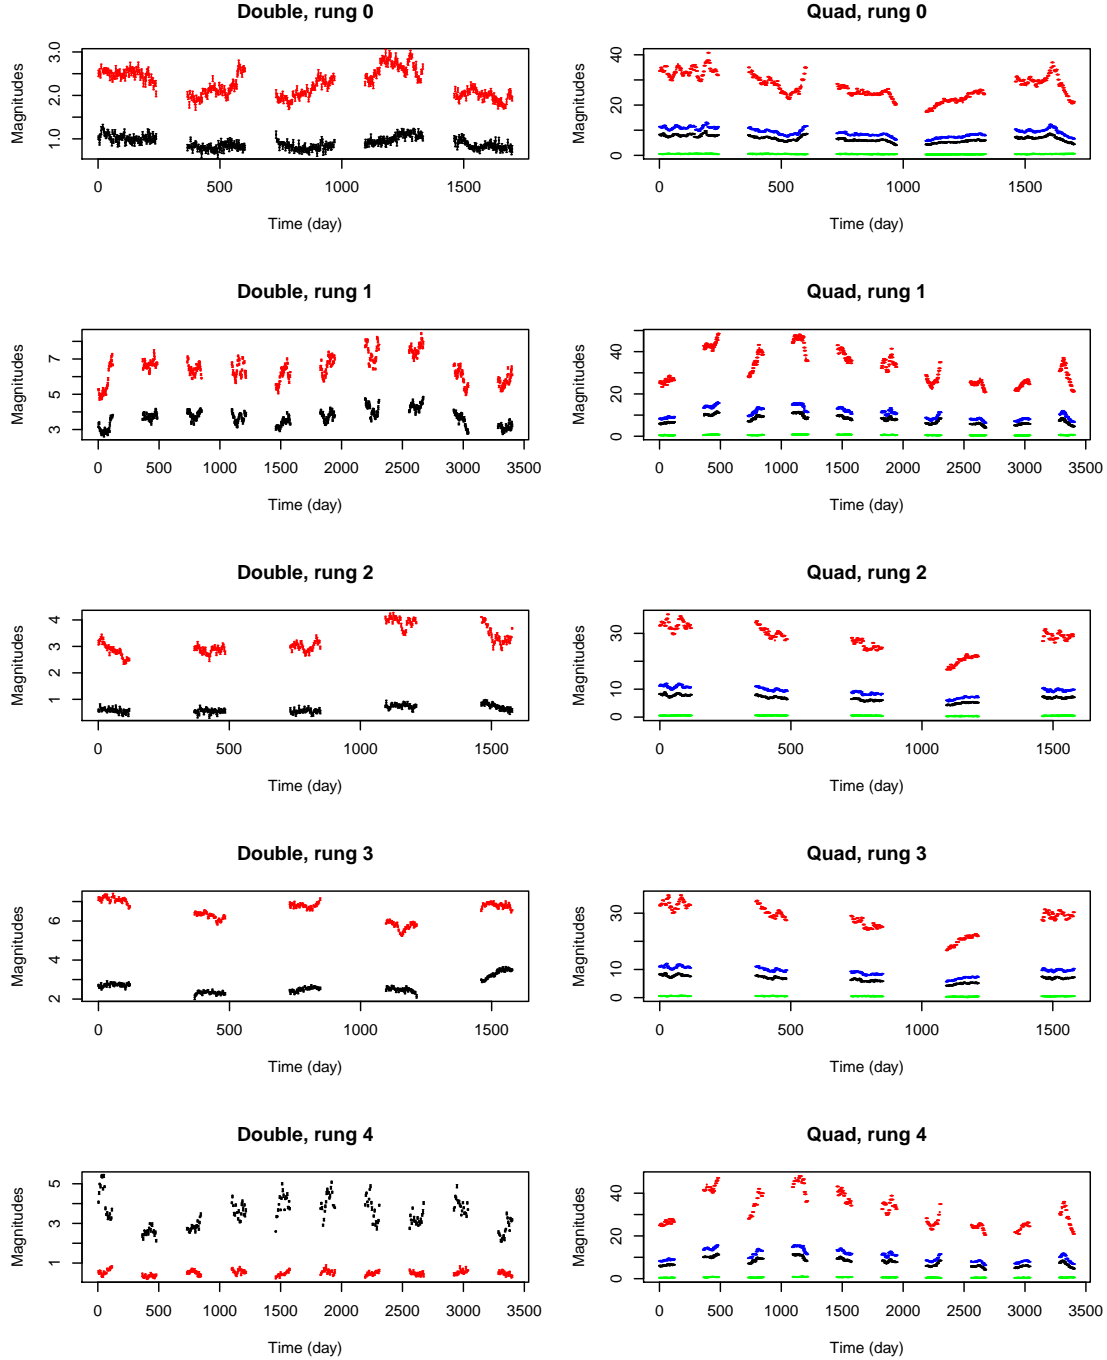 Double, rung 0
Magnitudes
1.0 2.0 3.0
0 500 1000 1500
Time (day)
Quad, rung 0
Magnitudes
0 20 40
0 500 1000 1500
Time (day)
Double, rung 1
Magnitudes
3 5 7
0 500 1000 1500 2000 2500 3000 3500
Time (day)
Quad, rung 1
Magnitudes
0 20 40
0 500 1000 1500 2000 2500 3000 3500
Time (day)
Double, rung 2
Magnitudes
1 2 3 4
0 500 1000 1500
Time (day)
Quad, rung 2
Magnitudes
0 10 30
0 500 1000 1500
Time (day)
Double, rung 3
Magnitudes
2 3 4 6
0 500 1000 1500
Time (day)
Quad, rung 3
Magnitudes
0 10 30
0 500 1000 1500
Time (day)
Double, rung 4
Magnitudes
1 3 5
0 500 1000 1500 2000 2500 3000 3500
Time (day)
Quad, rung 4
Magnitudes
0 20 40
0 500 1000 1500 2000 2500 3000 3500
Time (day)